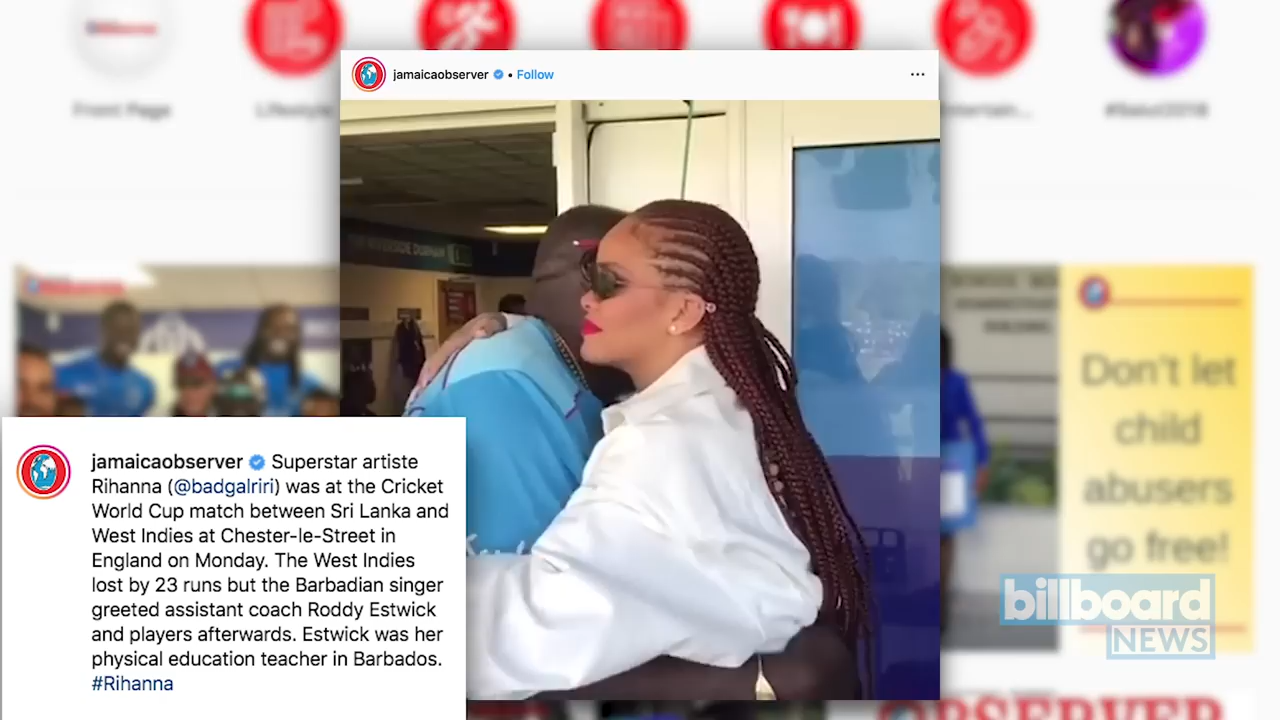 Front Page
Lifestyle
#Salut2018
jamaicaobserver • Follow
Don't let
child
abusers
go free!
jamaicaobserver Superstar artiste
Rihanna (@badgalriri) was at the Cricket
World Cup match between Sri Lanka and
West Indies at Chester-le-Street in
England on Monday. The West Indies
lost by 23 runs but the Barbadian singer
greeted assistant coach Roddy Estwick
and players afterwards. Estwick was her
physical education teacher in Barbados.
#Rihanna
billboard
NEWS
OBSERVER